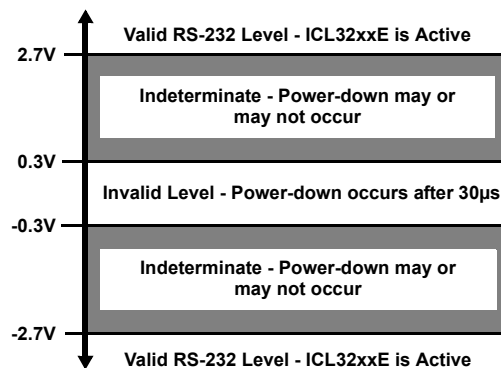 Valid RS-232 Level - ICL32xxE is Active
2.7V
Indeterminate - Power-down may or
may not occur
0.3V
Invalid Level - Power-down occurs after 30µs
-0.3V
Indeterminate - Power-down may or
may not occur
-2.7V
Valid RS-232 Level - ICL32xxE is Active